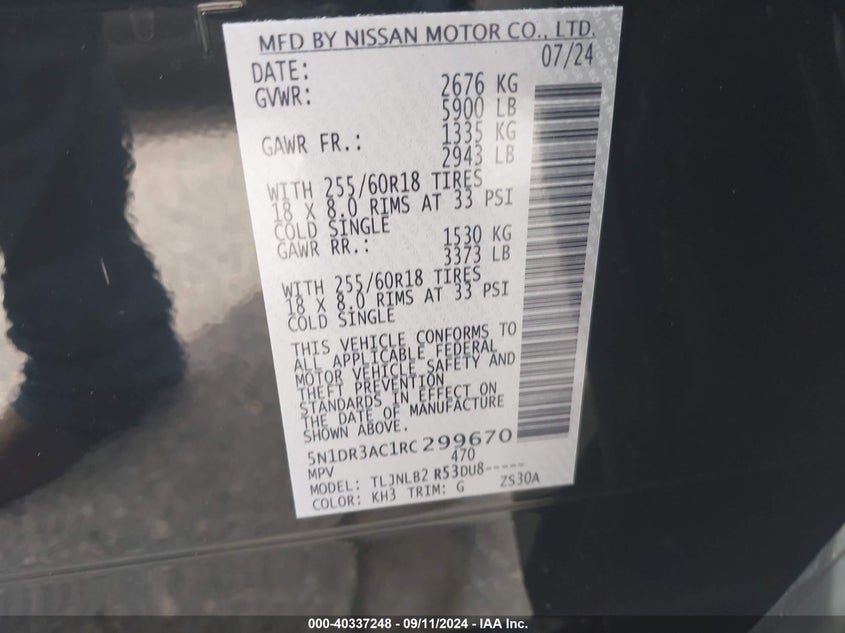 MFD BY NISSAN MOTOR CO., LTD.
DATE: 07/24
GVWR: 2676 KG
5900 LB
GAWR FR.: 1335 KG
2943 LB
WITH 255/60R18 TIRES
18 X 8.0 RIMS AT 33 PSI
COLD SINGLE
GAWR RR.: 1530 KG
3373 LB
WITH 255/60R18 TIRES
18 X 8.0 RIMS AT 33 PSI
COLD SINGLE
THIS VEHICLE CONFORMS TO
ALL APPLICABLE FEDERAL
MOTOR VEHICLE SAFETY AND
THEFT PREVENTION
STANDARDS IN EFFECT ON
THE DATE OF MANUFACTURE
SHOWN ABOVE.
5N1DR3AC1RC299670
MPV 470
MODEL: TLJNLB2 R53DU8-----
COLOR: KH3 TRIM: G ZS30A
000-40337248 - 09/11/2024 - IAA Inc.